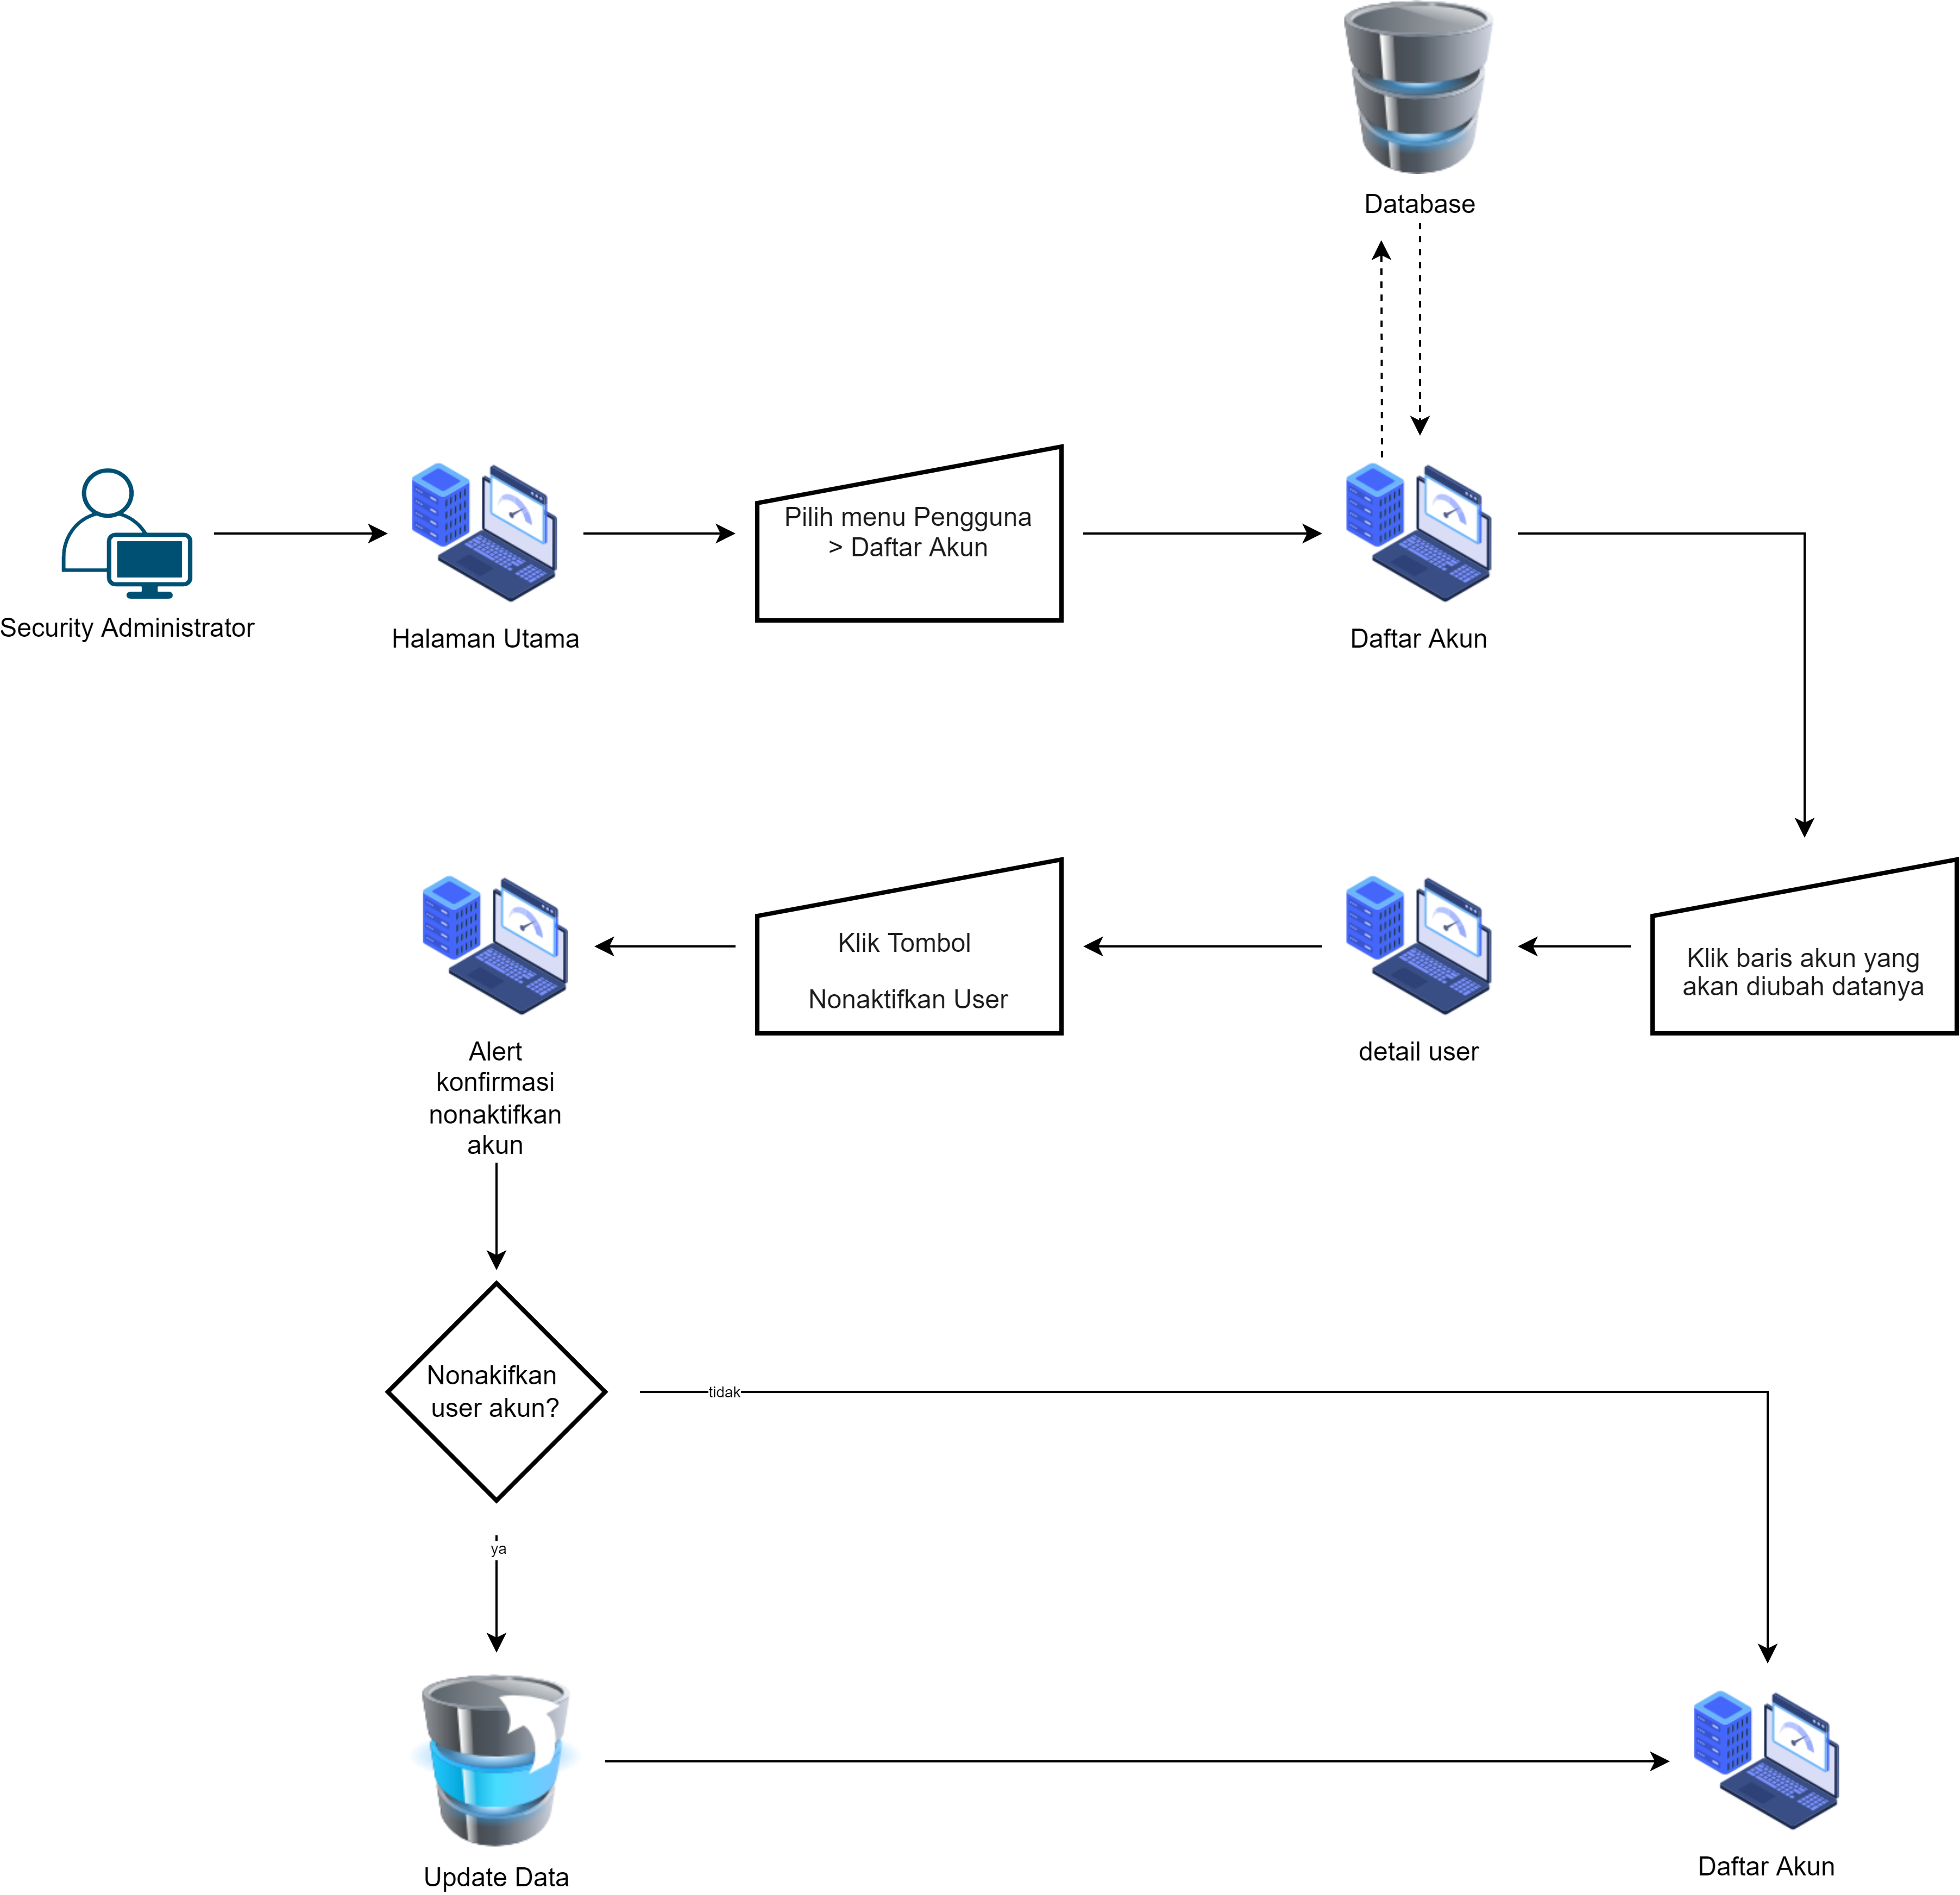 Database
Security Administrator
Halaman Utama
Pilih menu Pengguna
> Daftar Akun
Daftar Akun
Klik baris akun yang
akan diubah datanya
detail user
Klik Tombol
Nonaktifkan User
Alert
konfirmasi
nonaktifkan
akun
Nonakifkan
user akun?
tidak
ya
Update Data
Daftar Akun